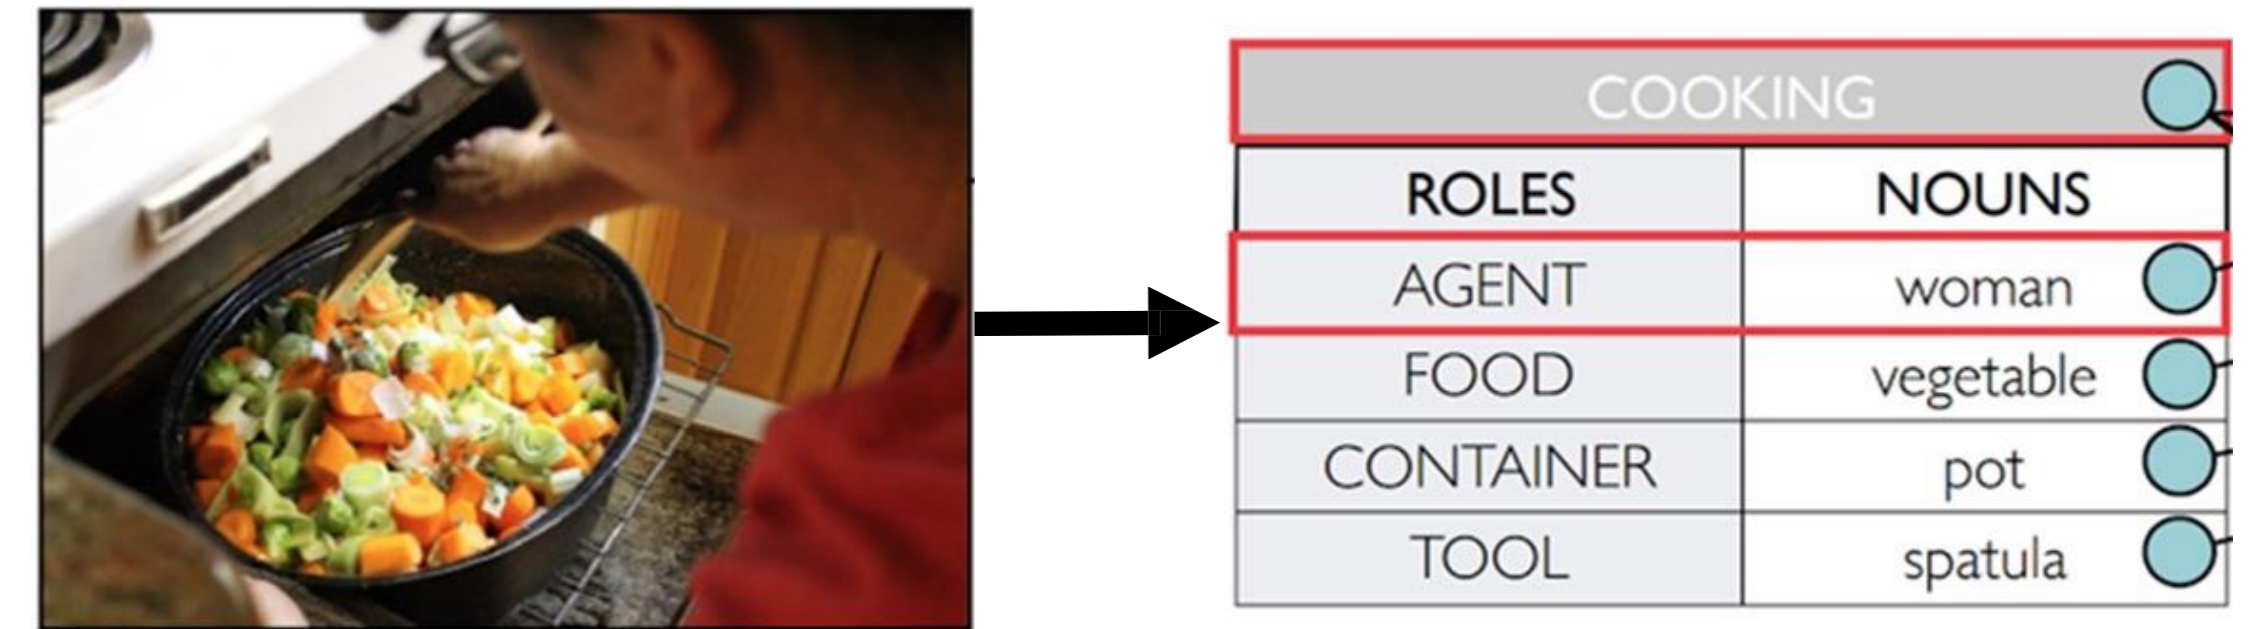 COOKING
ROLES NOUNS
AGENT woman
FOOD vegetable
CONTAINER pot
TOOL spatula